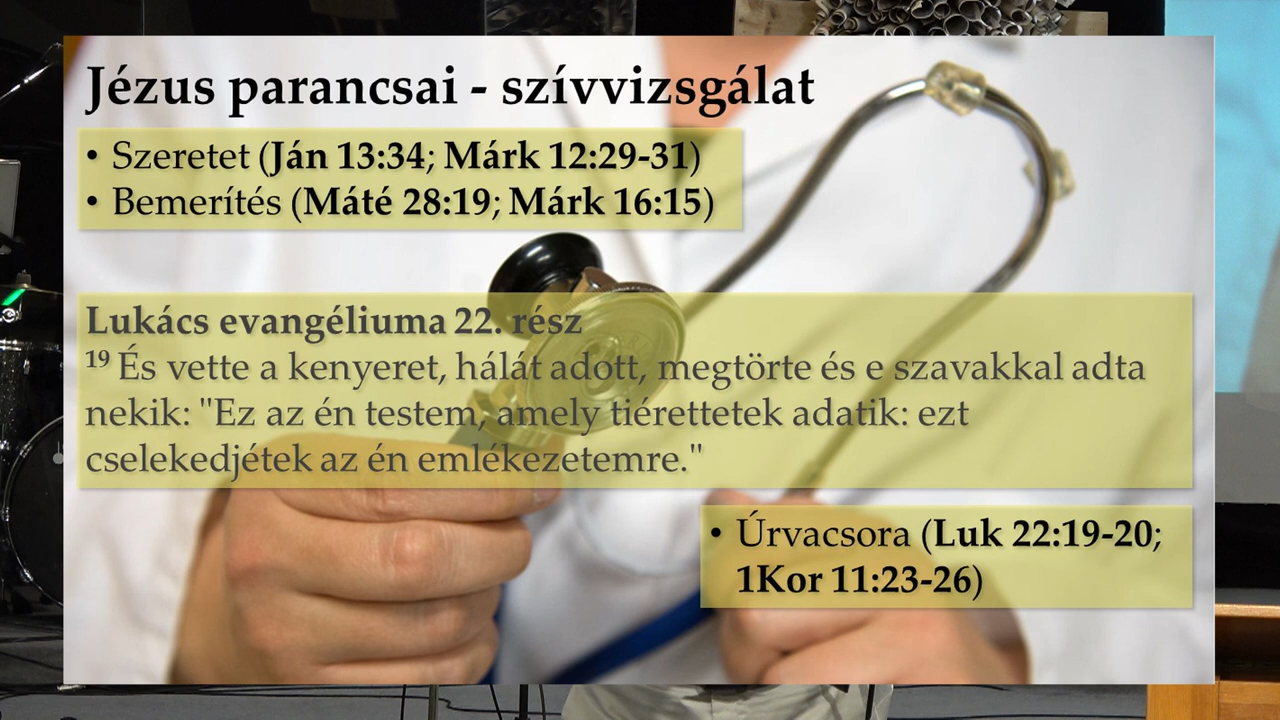 Jézus parancsai - szívvizsgálat
• Szeretet (Ján 13:34; Márk 12:29-31)
• Bemerítés (Máté 28:19; Márk 16:15)
Lukács evangéliuma 22. rész
19 És vette a kenyeret, hálát adott, megtörte és e szavakkal adta
nekik: "Ez az én testem, amely tiérettetek adatik: ezt
cselekedjétek az én emlékezetemre."
• Úrvacsora (Luk 22:19-20;
1Kor 11:23-26)